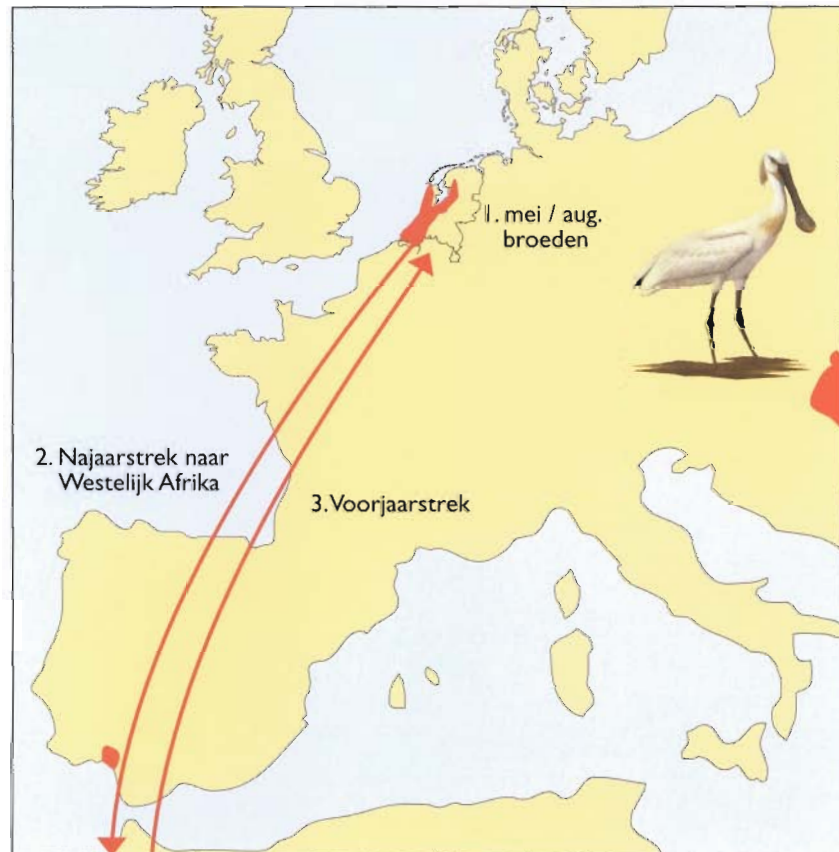 1. mei / aug.
broeden
2. Najaarstrek naar
Westelijk Afrika
3. Voorjaarstrek